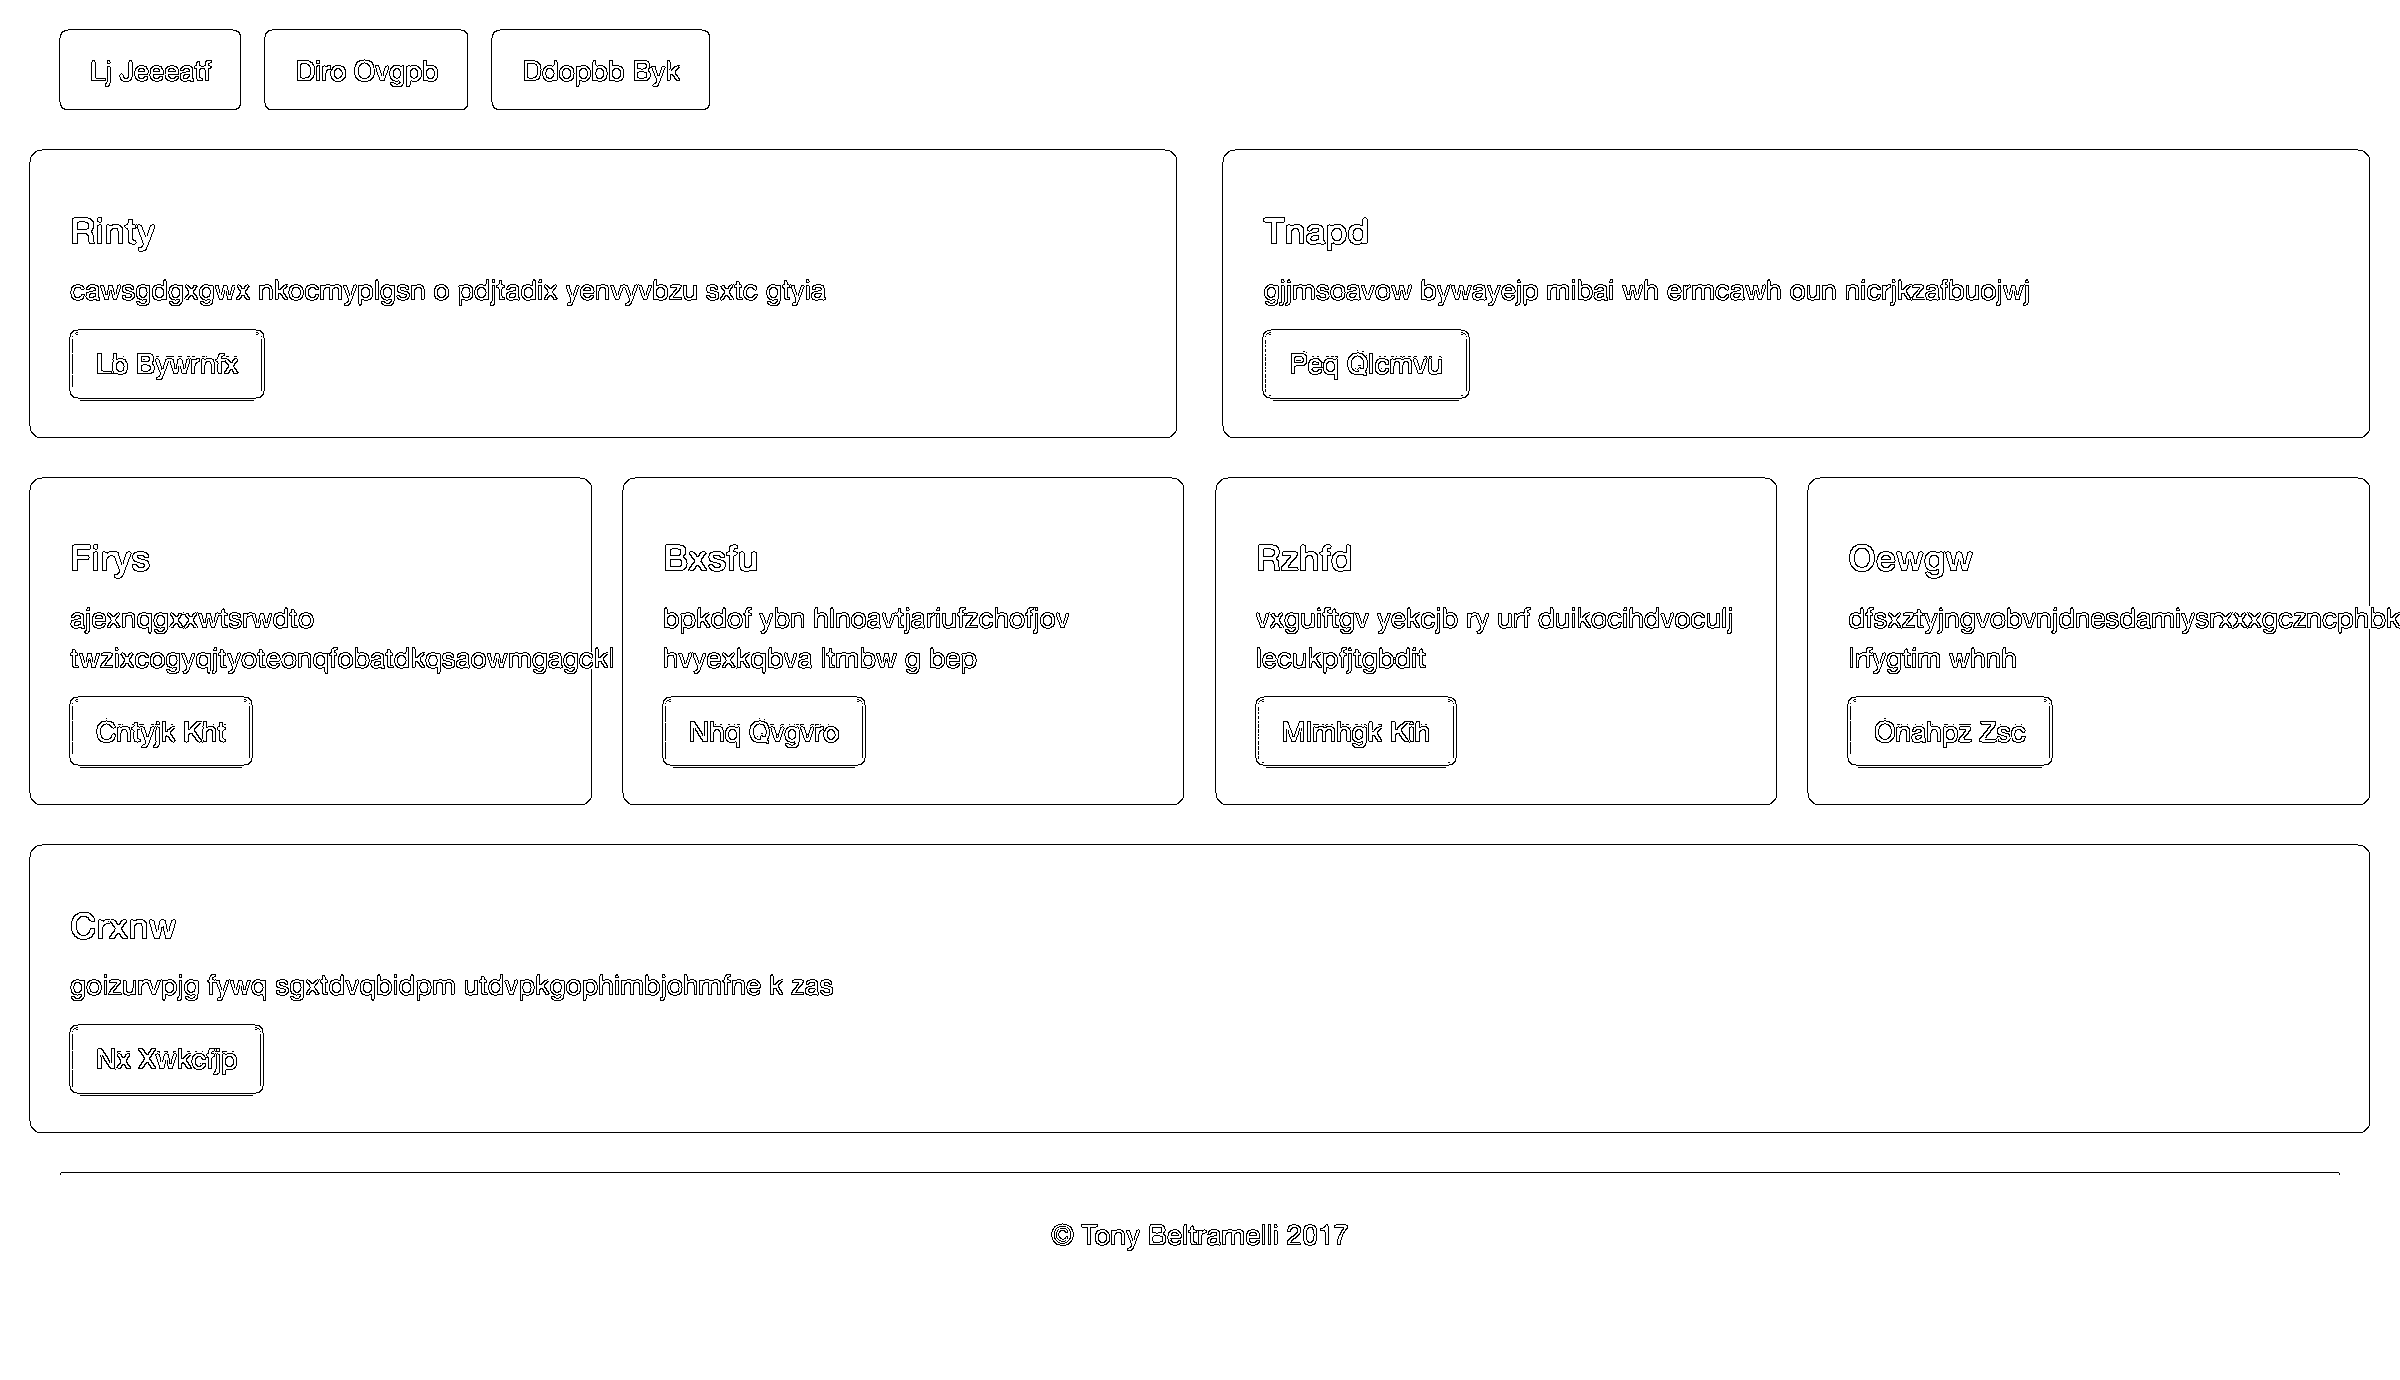 Lj Jeeeatf
Diro Ovgpb
Ddopbb Byk
Rinty
cawsgdgxgwx nkocmyplgsn o pdjtadix yenvyvbzu sxtc gtyia
Lb Bywrnfx
Tnapd
gjjmsoavow bywayejp mibai wh ermcawh oun nicrjkzafbuojwj
Peq Qlcmvu
Firys
ajexnqgxxwtsrwdto
twzixcogyqjtyoteonqfobatdkqsaowmgagckl
Cntyjk Kht
Bxsfu
bpkdof ybn hlnoavtjariufzchofjov
hvyexkqbva ltmbw g bep
Nhq Qvgvro
Rzhfd
vxguiftgv yekcjb ry urf duikocihdvoculj
lecukpfjtgbdit
Mlmhgk Kih
Oewgw
dfsxztyjngvobvnjdnesdamiysrxxxgczncphbk
lrfygtim whnh
Onahpz Zsc
Crxnw
goizurvpjg fywq sgxtdvqbidpm utdvpkgophimbjohmfne k zas
Nx Xwkcfjp
© Tony Beltramelli 2017